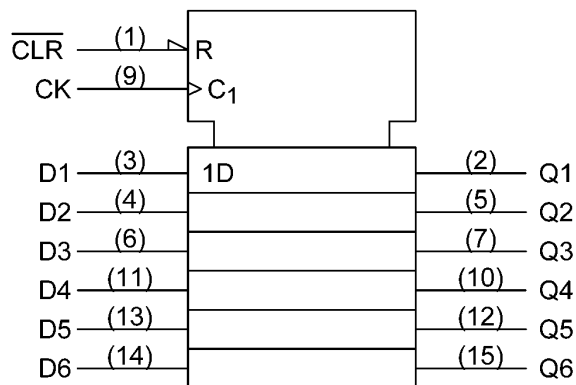 C̅L̅R̅ (1) R
CK (9) C1
D1 (3) 1D (2) Q1
D2 (4) (5) Q2
D3 (6) (7) Q3
D4 (11) (10) Q4
D5 (13) (12) Q5
D6 (14) (15) Q6